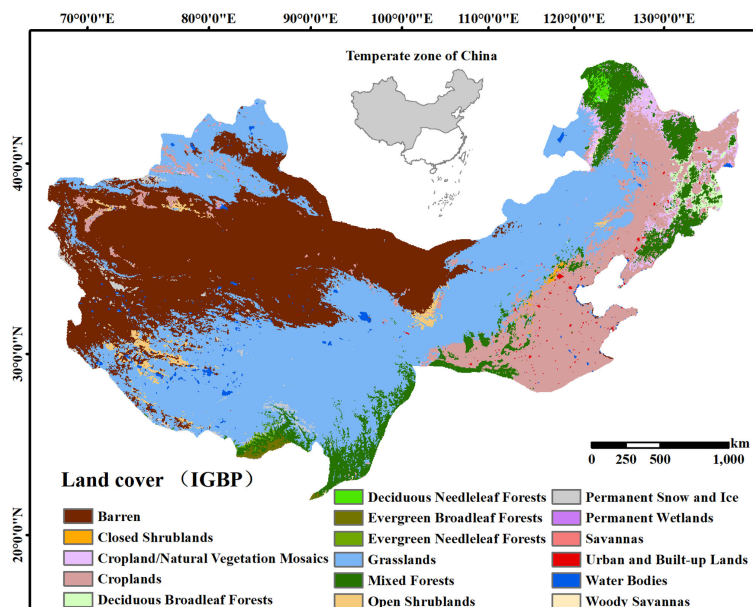 70°0'0"E 80°0'0"E 90°0'0"E 100°0'0"E 110°0'0"E 120°0'0"E 130°0'0"E
Temperate zone of China
40°0'0"N
30°0'0"N
20°0'0"N
km
0 250 500 1,000
Land cover （IGBP）
Barren
Closed Shrublands
Cropland/Natural Vegetation Mosaics
Croplands
Deciduous Broadleaf Forests
Deciduous Needleleaf Forests
Evergreen Broadleaf Forests
Evergreen Needleleaf Forests
Grasslands
Mixed Forests
Open Shrublands
Permanent Snow and Ice
Permanent Wetlands
Savannas
Urban and Built-up Lands
Water Bodies
Woody Savannas